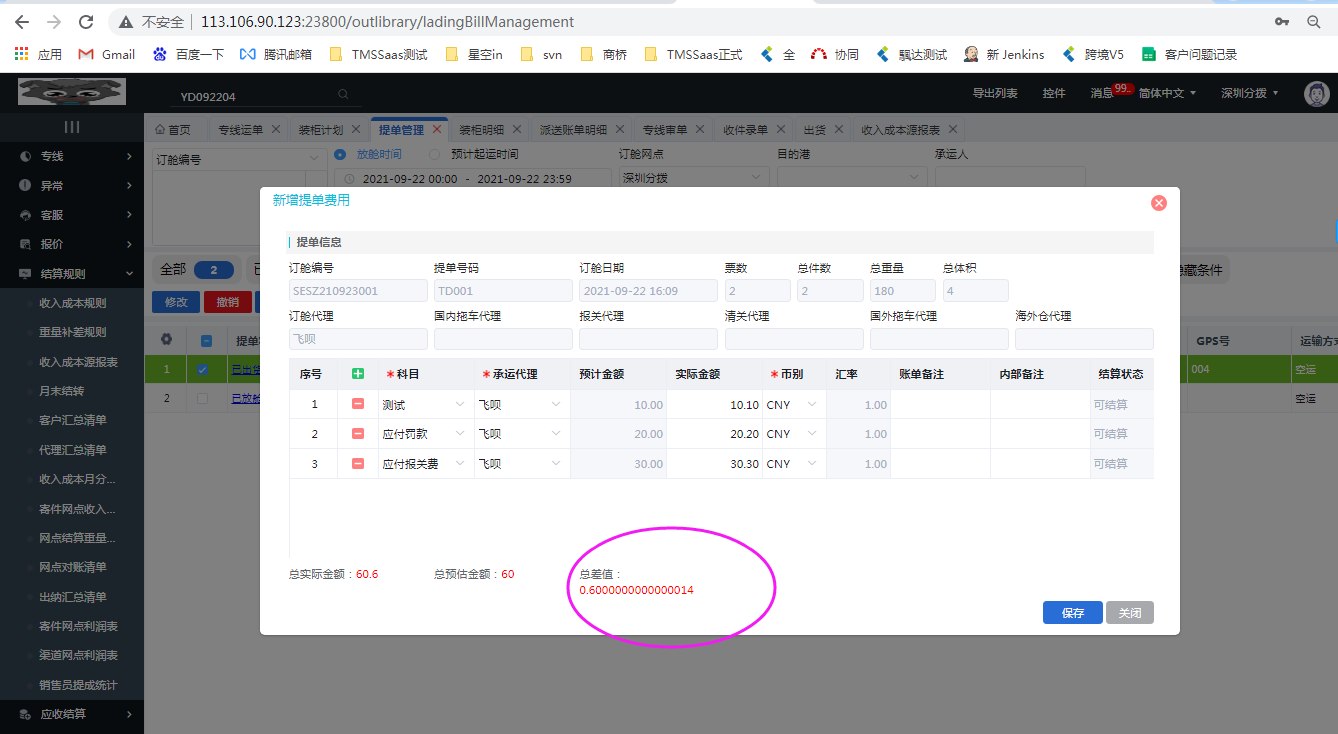 不安全 113.106.90.123:23800/outlibrary/ladingBillManagement
应用 Gmail 百度一下 腾讯邮箱 TMSSaas测试 星空in svn 商桥 TMSSaas正式 全 协同 飄达测试 新 Jenkins 跨境V5 客户问题记录
YD092204 导出列表 控件 消息 99.. 简体中文 深圳分拨
首页 专线运单 装柜计划 提单管理 装柜明细 派送账单明细 专线审单 收件录单 出货 收入成本源报表
专线
异常
客服
报价
结算规则
收入成本规则
重量补差规则
收入成本源报表
月末结转
客户汇总清单
代理汇总清单
收入成本月分...
寄件网点收入...
网点结算重量...
网点对账清单
出纳汇总清单
寄件网点利润表
渠道网点利润表
销售员提成统计
应收结算
订舱编号 放舱时间 预计起运时间 订舱网点 目的港 承运人
2021-09-22 00:00 - 2021-09-22 23:59 深圳分拨
全部 2 已 隐藏条件
修改 撤销
提单 GPS号 运输方式
1 已出货 004 空运
2 已放舱 空运
新增提单费用
提单信息
订舱编号 提单号码 订舱日期 票数 总件数 总重量 总体积
SESZ210923001 TD001 2021-09-22 16:09 2 2 180 4
订舱代理 国内拖车代理 报关代理 清关代理 国外拖车代理 海外仓代理
飞呗
序号 *科目 *承运代理 预计金额 实际金额 *币别 汇率 账单备注 内部备注 结算状态
1 测试 飞呗 10.00 10.10 CNY 1.00 可结算
2 应付罚款 飞呗 20.00 20.20 CNY 1.00 可结算
3 应付报关费 飞呗 30.00 30.30 CNY 1.00 可结算
总实际金额：60.6 总预估金额：60 总差值：
0.6000000000000014
保存 关闭